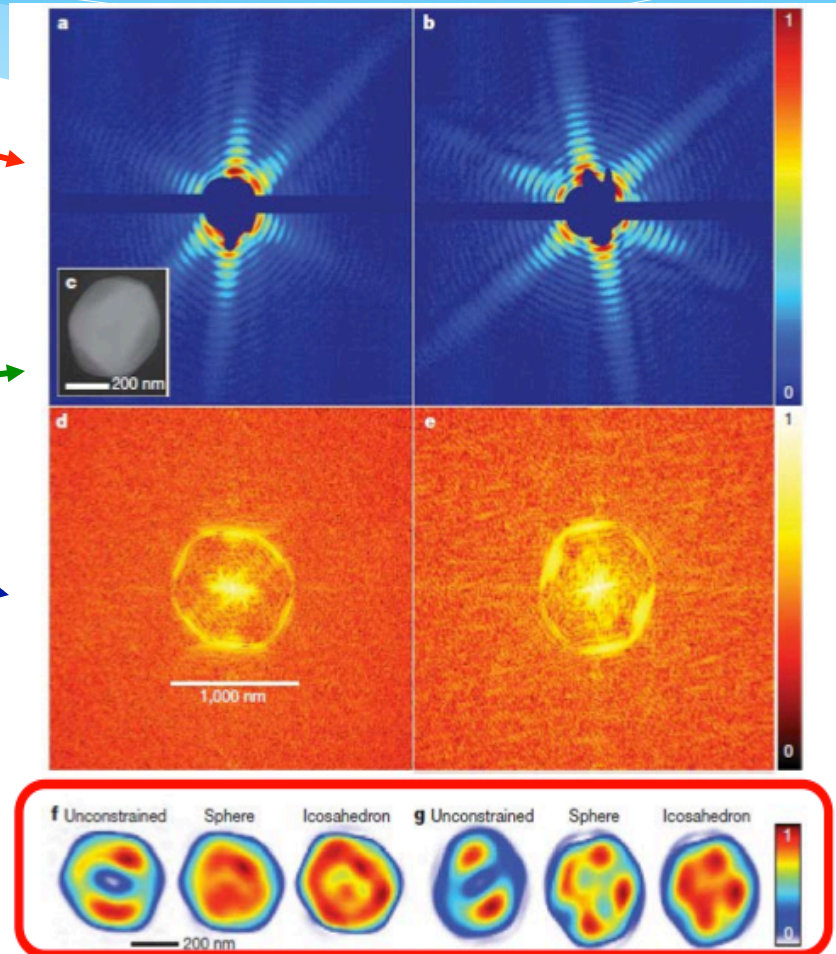 a
b
1
0
c
200 nm
d
e
1
0
1,000 nm
f Unconstrained Sphere Icosahedron g Unconstrained Sphere Icosahedron
1
0
200 nm